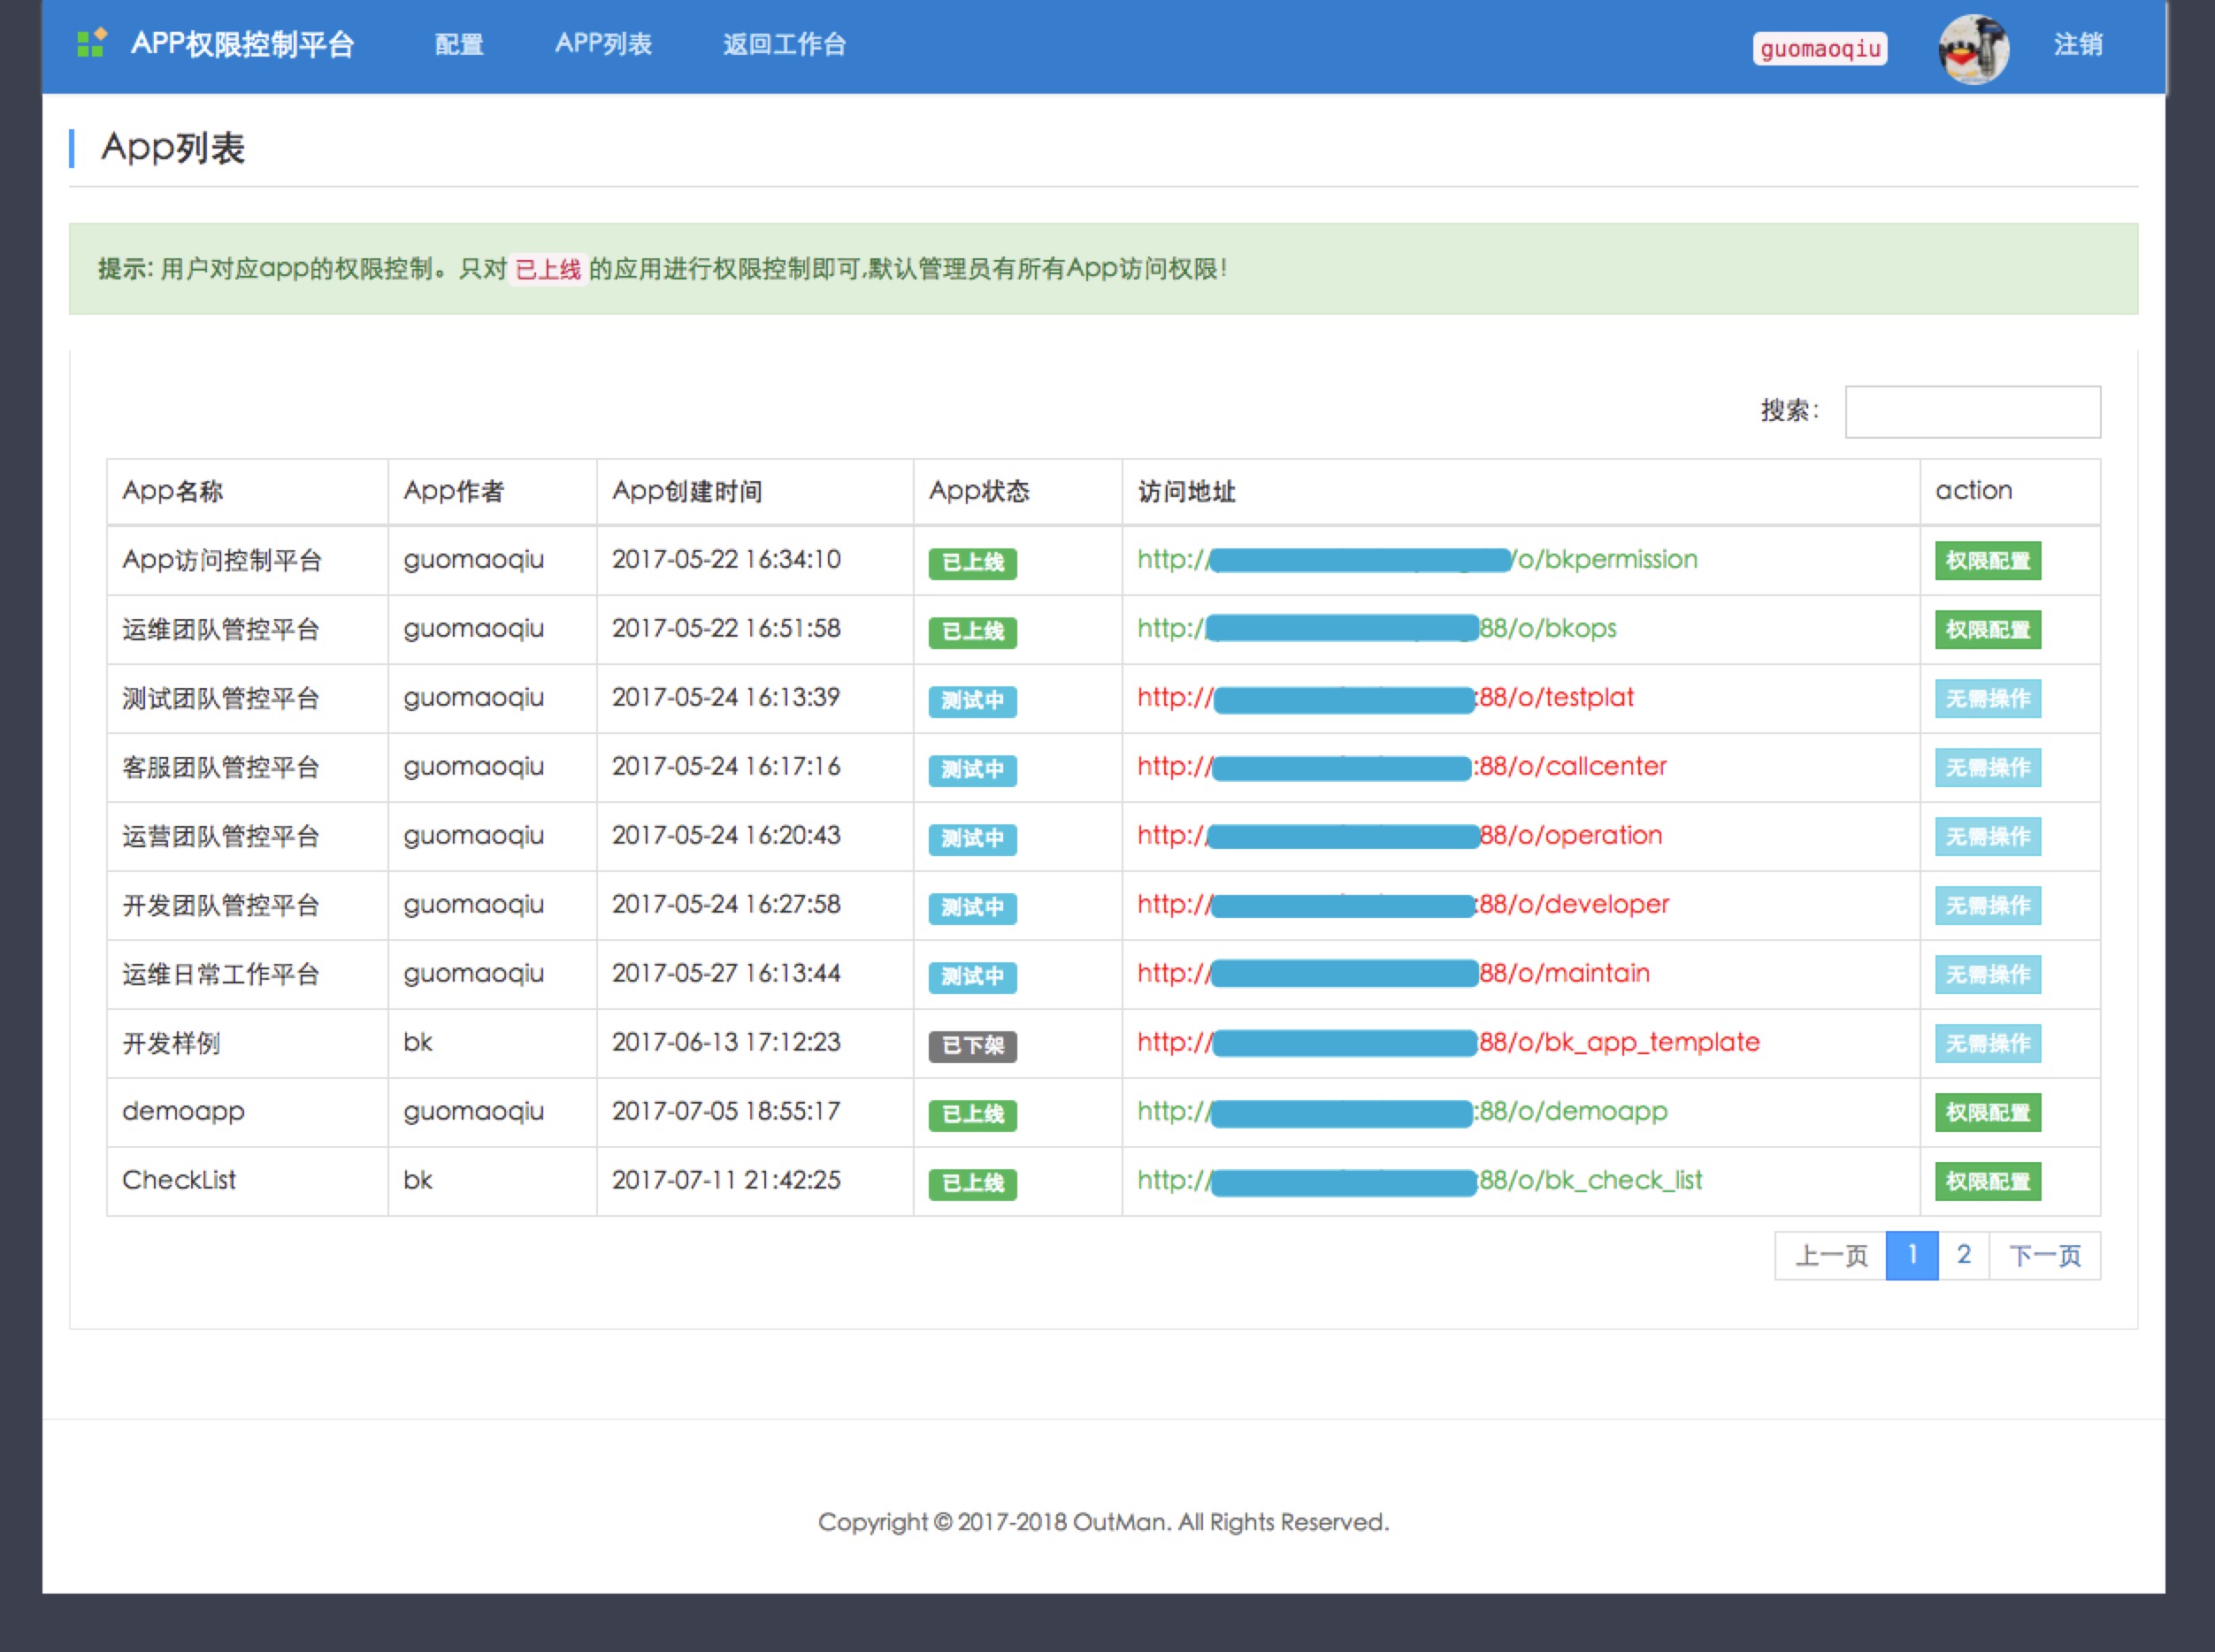 APP权限控制平台 配置 APP列表 返回工作台 guomaoqiu 注销
App列表
提示: 用户对应app的权限控制。只对 已上线 的应用进行权限控制即可,默认管理员有所有App访问权限!
搜索:
App名称 App作者 App创建时间 App状态 访问地址 action
App访问控制平台 guomaoqiu 2017-05-22 16:34:10 已上线 http:// /o/bkpermission 权限配置
运维团队管控平台 guomaoqiu 2017-05-22 16:51:58 已上线 http:/ 88/o/bkops 权限配置
测试团队管控平台 guomaoqiu 2017-05-24 16:13:39 测试中 http:// :88/o/testplat 无需操作
客服团队管控平台 guomaoqiu 2017-05-24 16:17:16 测试中 http:// :88/o/callcenter 无需操作
运营团队管控平台 guomaoqiu 2017-05-24 16:20:43 测试中 http:/ 88/o/operation 无需操作
开发团队管控平台 guomaoqiu 2017-05-24 16:27:58 测试中 http:// :88/o/developer 无需操作
运维日常工作平台 guomaoqiu 2017-05-27 16:13:44 测试中 http:// 88/o/maintain 无需操作
开发样例 bk 2017-06-13 17:12:23 已下架 http:// 88/o/bk_app_template 无需操作
demoapp guomaoqiu 2017-07-05 18:55:17 已上线 http:// :88/o/demoapp 权限配置
CheckList bk 2017-07-11 21:42:25 已上线 http:// 88/o/bk_check_list 权限配置
上一页 1 2 下一页
Copyright © 2017-2018 OutMan. All Rights Reserved.